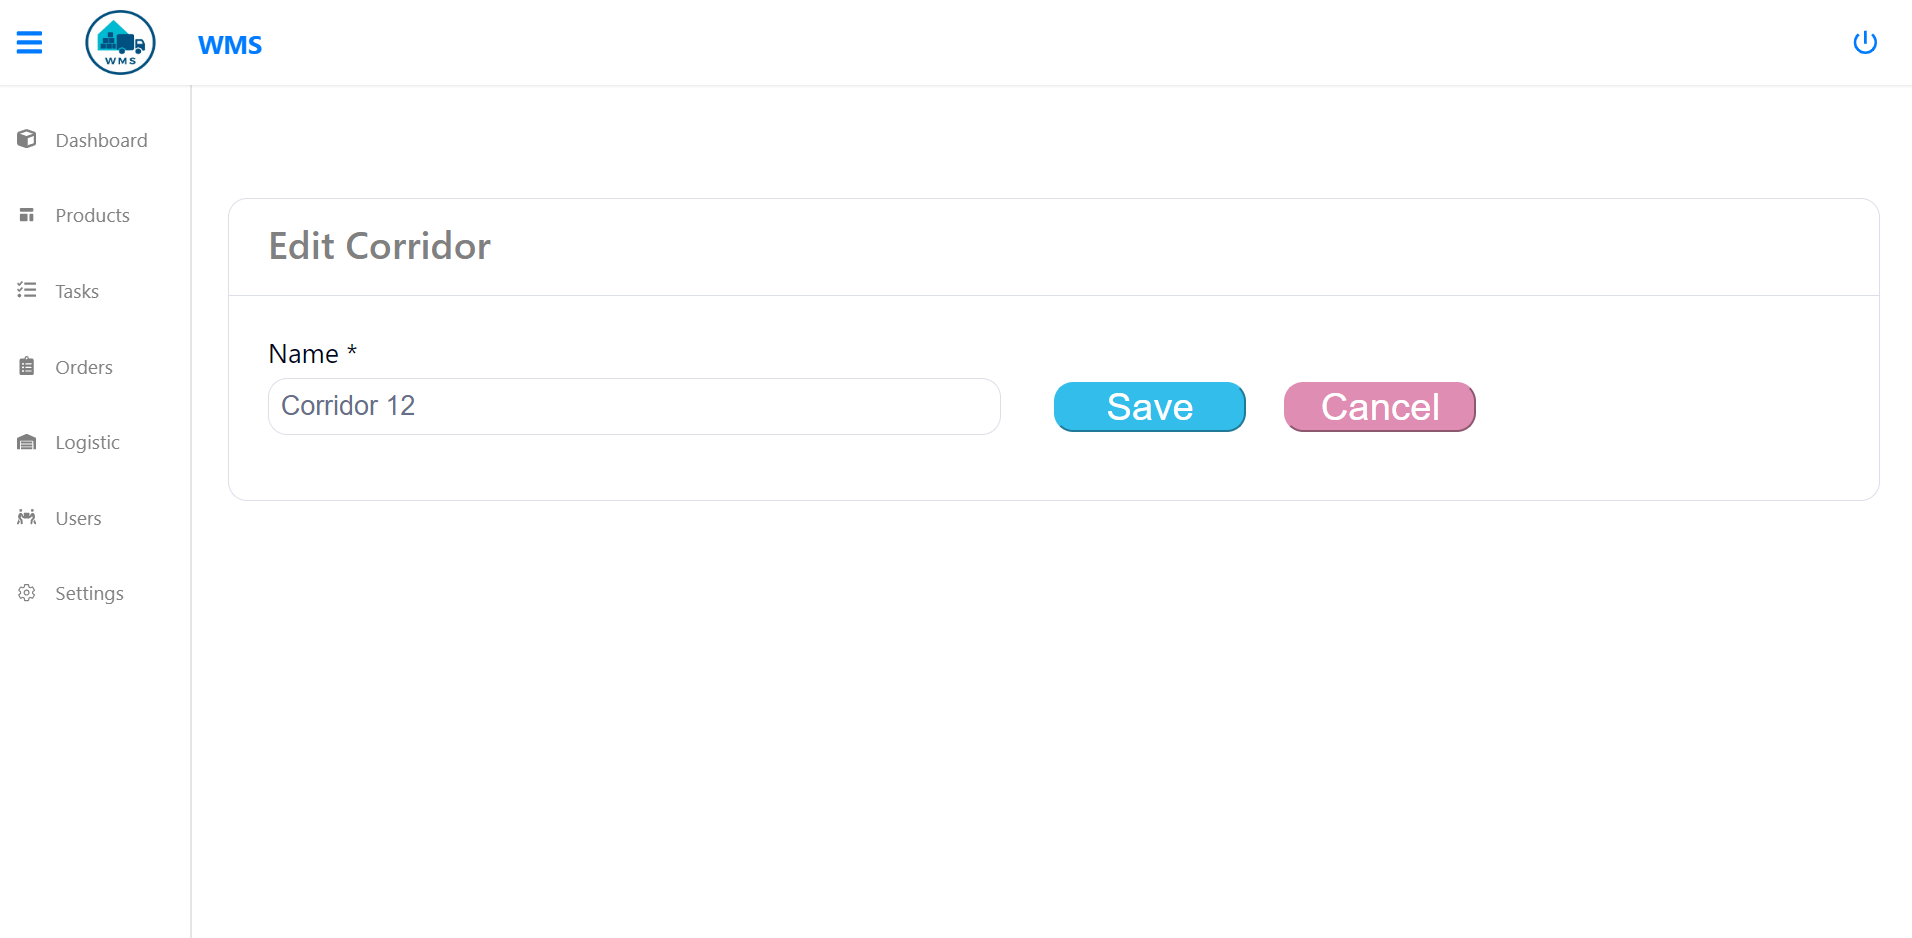 WMS
WMS
Dashboard
Products
Tasks
Orders
Logistic
Users
Settings
Edit Corridor
Name *
Corridor 12
Save
Cancel